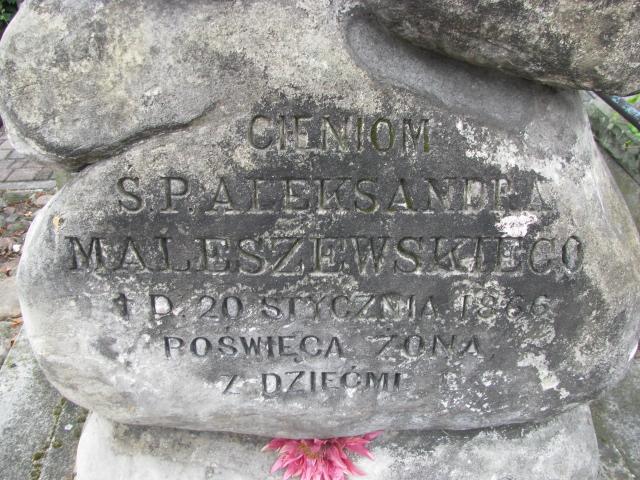 CIENIOM
S.P. ALEKSANDRA
MALESZEWSKIEGO
† D. 20 STYCZNIA 1866
POŚWIĘCA ŻONA
Z DZIEĆMI